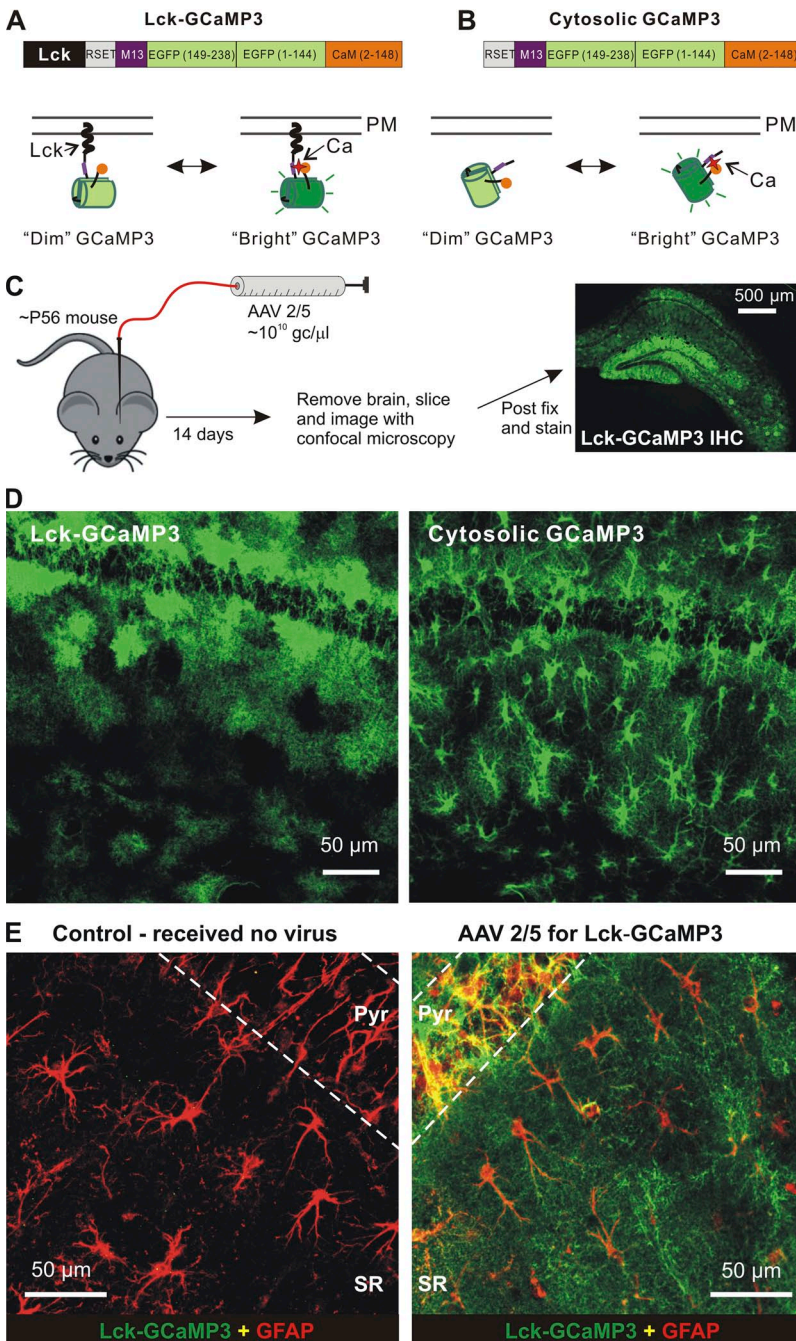 A
Lck-GCaMP3
Lck
RSET
M13
EGFP (149-238)
EGFP (1-144)
CaM (2-148)
PM
Lck
Ca
"Dim" GCaMP3
"Bright" GCaMP3
B
Cytosolic GCaMP3
RSET
M13
EGFP (149-238)
EGFP (1-144)
CaM (2-148)
PM
Ca
"Dim" GCaMP3
"Bright" GCaMP3
C
~P56 mouse
AAV 2/5
~10¹⁰ gc/µl
14 days
Remove brain, slice
and image with
confocal microscopy
Post fix
and stain
500 µm
Lck-GCaMP3 IHC
D
Lck-GCaMP3
50 µm
Cytosolic GCaMP3
50 µm
E
Control - received no virus
Pyr
50 µm
SR
Lck-GCaMP3 + GFAP
AAV 2/5 for Lck-GCaMP3
Pyr
SR
50 µm
Lck-GCaMP3 + GFAP